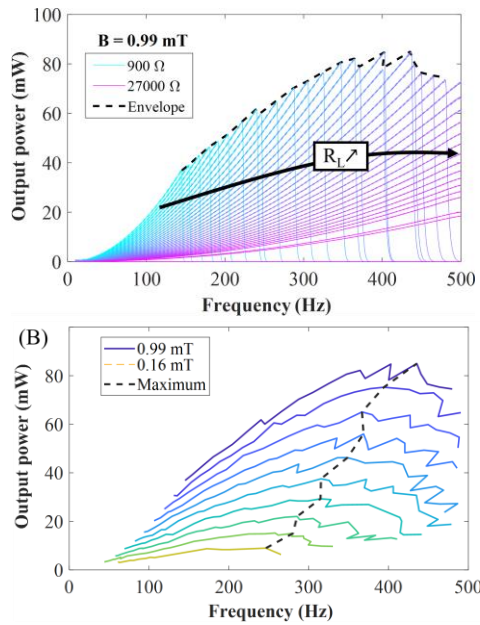 B = 0.99 mT
900 Ω
27000 Ω
Envelope
R_L↗
100
80
60
40
20
0
Output power (mW)
0 100 200 300 400 500
Frequency (Hz)
(B)
0.99 mT
0.16 mT
Maximum
80
60
40
20
0
Output power (mW)
0 100 200 300 400 500
Frequency (Hz)